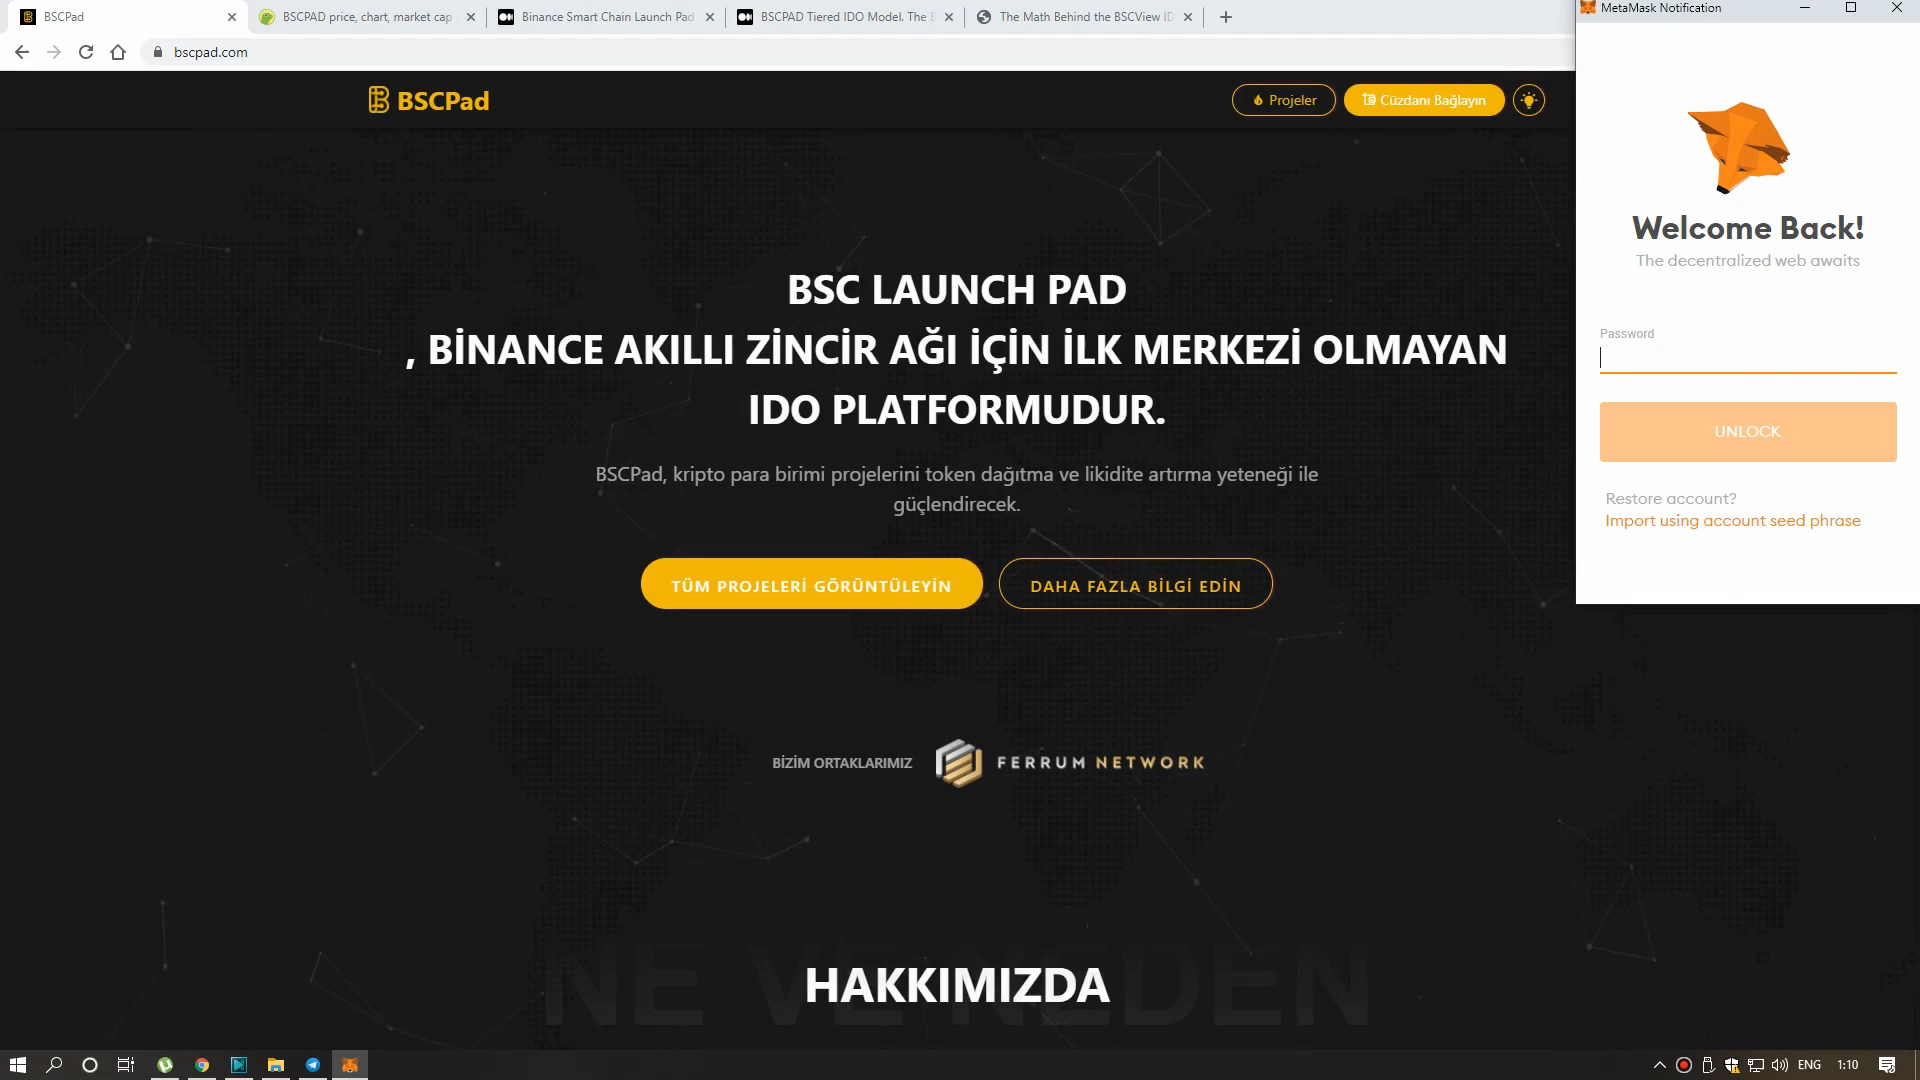 BSCPad
BSCPAD price, chart, market cap
Binance Smart Chain Launch Pad
BSCPAD Tiered IDO Model. The
The Math Behind the BSCView
MetaMask Notification
bscpad.com
BSCPad
Projeler
Cüzdanı Bağlayın
BSC LAUNCH PAD
, BİNANCE AKILLI ZİNCİR AĞI İÇİN İLK MERKEZİ OLMAYAN
IDO PLATFORMUDUR.
BSCPad, kripto para birimi projelerini token dağıtma ve likidite artırma yeteneği ile
güçlendirecek.
TÜM PROJELERİ GÖRÜNTÜLEYİN
DAHA FAZLA BİLGİ EDİN
BİZİM ORTAKLARIMIZ
FERRUM NETWORK
NE VE NEDEN
HAKKIMIZDA
Welcome Back!
The decentralized web awaits
Password
UNLOCK
Restore account?
Import using account seed phrase
ENG
1:10